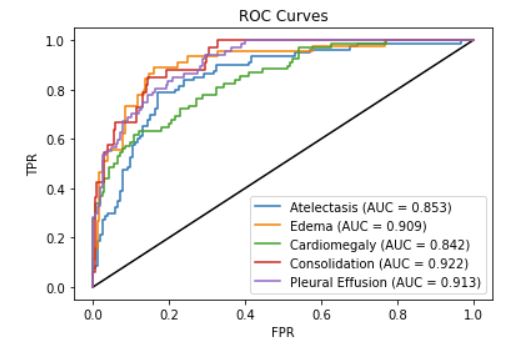 ROC Curves
1.0
0.8
0.6
0.4
0.2
0.0
TPR
Atelectasis (AUC = 0.853)
Edema (AUC = 0.909)
Cardiomegaly (AUC = 0.842)
Consolidation (AUC = 0.922)
Pleural Effusion (AUC = 0.913)
0.0 0.2 0.4 0.6 0.8 1.0
FPR